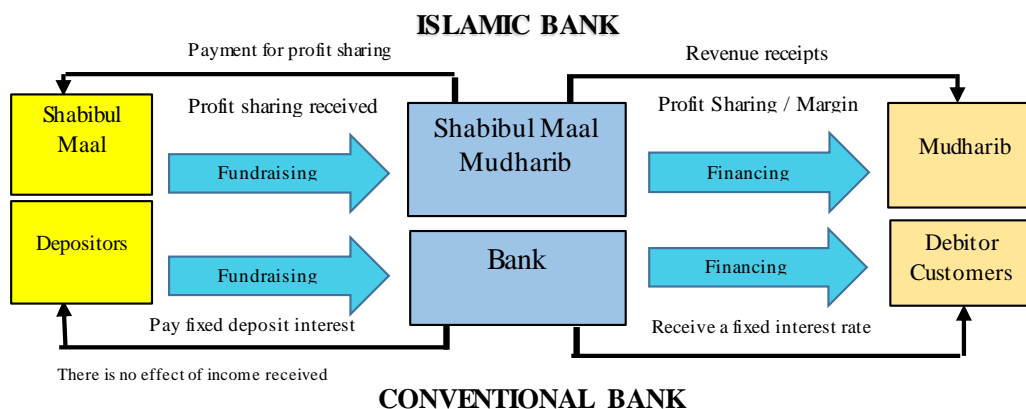 ISLAMIC BANK
Payment for profit sharing
Revenue receipts
Shabibul
Maal
Profit sharing received
Shabibul Maal
Mudharib
Profit Sharing / Margin
Mudharib
Fundraising
Financing
Depositors
Fundraising
Bank
Financing
Debitor
Customers
Pay fixed deposit interest
Receive a fixed interest rate
There is no effect of income received
CONVENTIONAL BANK